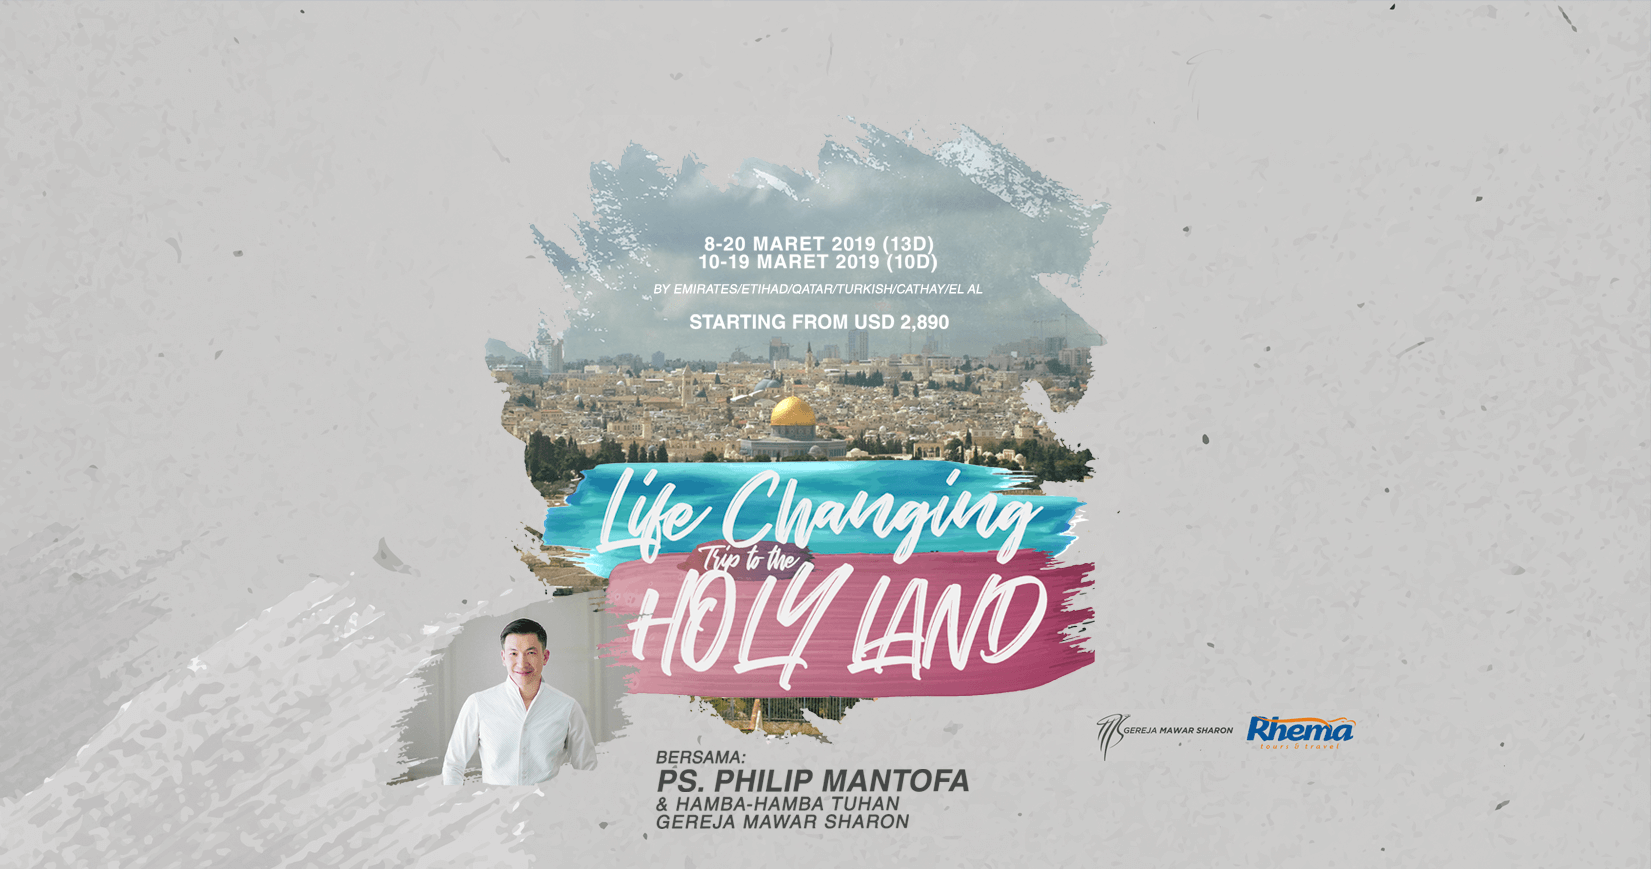 8-20 MARET 2019 (13D)
10-19 MARET 2019 (10D)
BY EMIRATES/ETIHAD/QATAR/TURKISH/CATHAY/EL AL
STARTING FROM USD 2,890
Life Changing
Trip to the
HOLY LAND
BERSAMA:
PS. PHILIP MANTOFA
& HAMBA-HAMBA TUHAN
GEREJA MAWAR SHARON
GEREJA MAWAR SHARON
Rhema
tours & travel